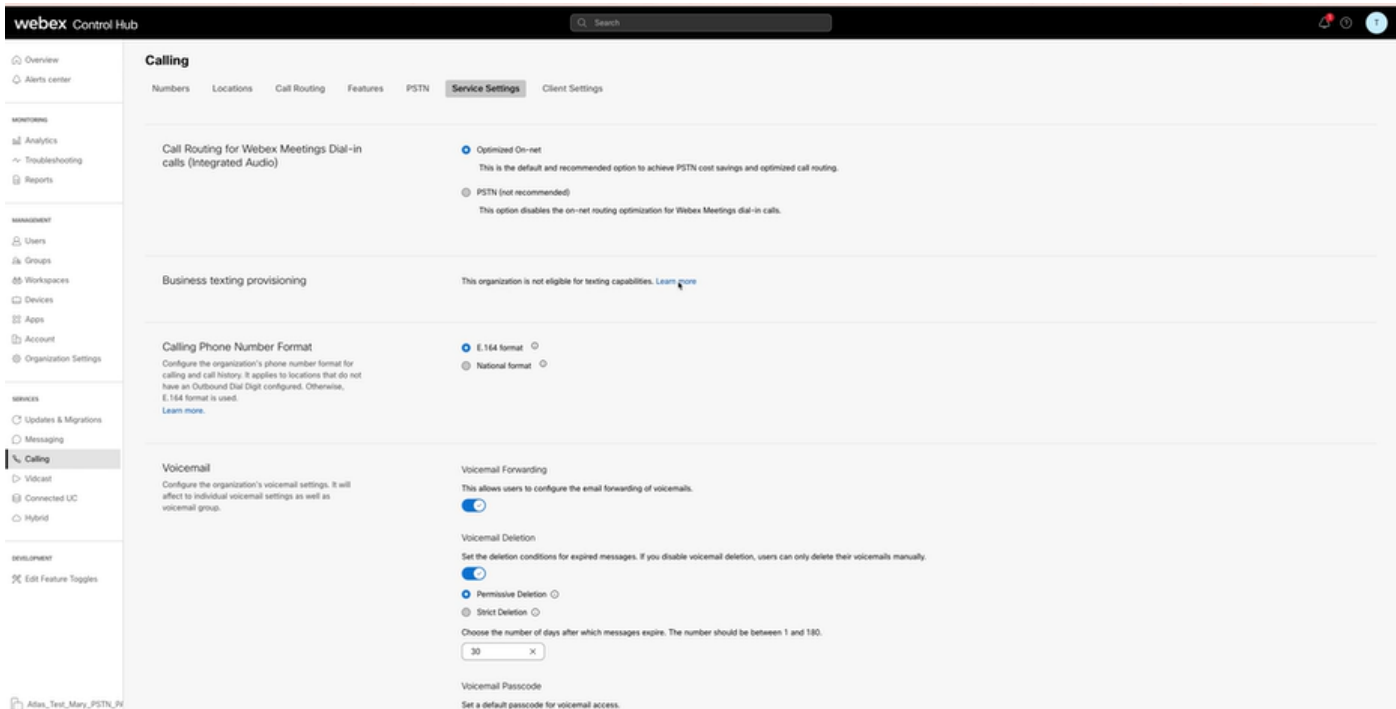 webex Control Hub
Search
T
Overview
Alerts center
MONITORING
Analytics
Troubleshooting
Reports
MANAGEMENT
Users
Groups
Workspaces
Devices
Apps
Account
Organization Settings
SERVICES
Updates & Migrations
Messaging
Calling
Vidcast
Connected UC
Hybrid
DEVELOPMENT
Edit Feature Toggles
Atlas_Test_Mary_PSTN_PA
Calling
Numbers Locations Call Routing Features PSTN Service Settings Client Settings
Call Routing for Webex Meetings Dial-in
calls (Integrated Audio)
Optimized On-net
This is the default and recommended option to achieve PSTN cost savings and optimized call routing.
PSTN (not recommended)
This option disables the on-net routing optimization for Webex Meetings dial-in calls.
Business texting provisioning
This organization is not eligible for texting capabilities. Learn more
Calling Phone Number Format
Configure the organization's phone number format for
calling and call history. It applies to locations that do not
have an Outbound Dial Digit configured. Otherwise,
E.164 format is used.
Learn more.
E.164 format
National format
Voicemail
Configure the organization's voicemail settings. It will
affect to individual voicemail settings as well as
voicemail group.
Voicemail Forwarding
This allows users to configure the email forwarding of voicemails.
Voicemail Deletion
Set the deletion conditions for expired messages. If you disable voicemail deletion, users can only delete their voicemails manually.
Permissive Deletion
Strict Deletion
Choose the number of days after which messages expire. The number should be between 1 and 180.
30
Voicemail Passcode
Set a default passcode for voicemail access.